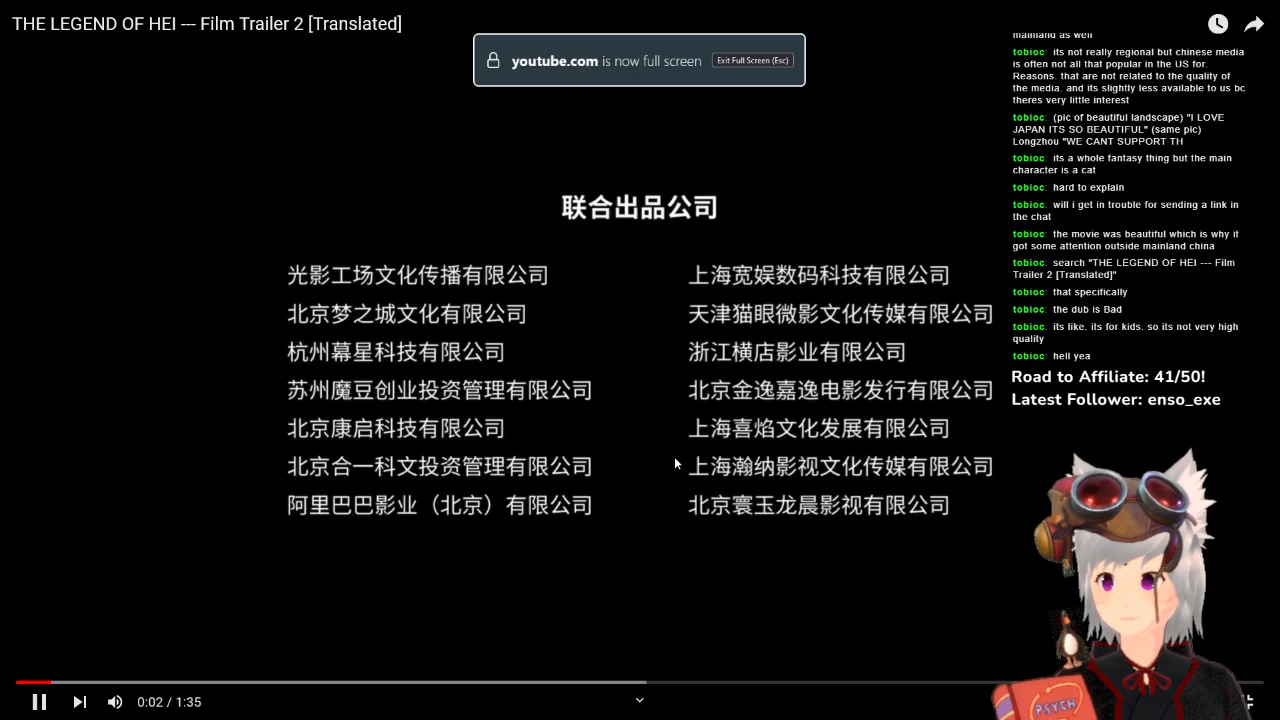 THE LEGEND OF HEI --- Film Trailer 2 [Translated]
youtube.com is now full screen
Exit Full Screen (Esc)
联合出品公司
光影工场文化传播有限公司
上海宽娱数码科技有限公司
北京梦之城文化有限公司
天津猫眼微影文化传媒有限公司
杭州幕星科技有限公司
浙江横店影业有限公司
苏州魔豆创业投资管理有限公司
北京金逸嘉逸电影发行有限公司
北京康启科技有限公司
上海喜焰文化发展有限公司
北京合一科文投资管理有限公司
上海瀚纳影视文化传媒有限公司
阿里巴巴影业（北京）有限公司
北京寰玉龙晨影视有限公司
mainland as well
tobioc: its not really regional but chinese media
is often not all that popular in the US for.
Reasons. that are not related to the quality of
the media. and its slightly less available to us bc
theres very little interest
tobioc: (pic of beautiful landscape) "I LOVE
JAPAN ITS SO BEAUTIFUL" (same pic)
Longzhou "WE CANT SUPPORT TH
tobioc: its a whole fantasy thing but the main
character is a cat
tobioc: hard to explain
tobioc: will i get in trouble for sending a link in
the chat
tobioc: the movie was beautiful which is why it
got some attention outside mainland china
tobioc: search "THE LEGEND OF HEI --- Film
Trailer 2 [Translated]"
tobioc: that specifically
tobioc: the dub is Bad
tobioc: its like. its for kids. so its not very high
quality
tobioc: hell yea
Road to Affiliate: 41/50!
Latest Follower: enso_exe
PSYCH
0:02 / 1:35